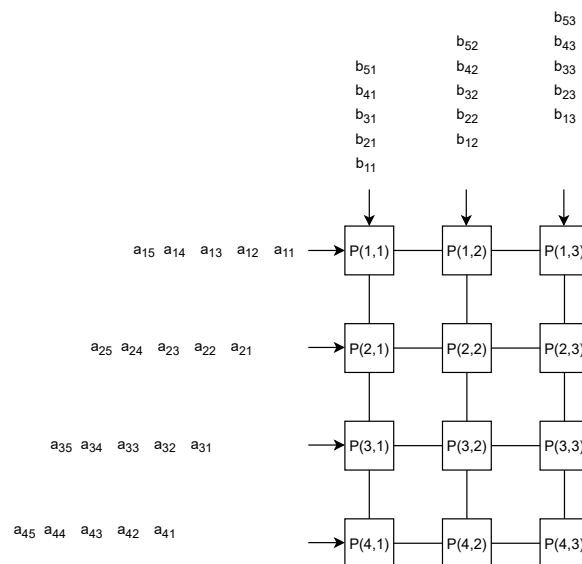 b₅₃
b₅₂ b₄₃
b₅₁ b₄₂ b₃₃
b₄₁ b₃₂ b₂₃
b₃₁ b₂₂ b₁₃
b₂₁ b₁₂
b₁₁
a₁₅ a₁₄ a₁₃ a₁₂ a₁₁ P(1,1) P(1,2) P(1,3)
a₂₅ a₂₄ a₂₃ a₂₂ a₂₁ P(2,1) P(2,2) P(2,3)
a₃₅ a₃₄ a₃₃ a₃₂ a₃₁ P(3,1) P(3,2) P(3,3)
a₄₅ a₄₄ a₄₃ a₄₂ a₄₁ P(4,1) P(4,2) P(4,3)